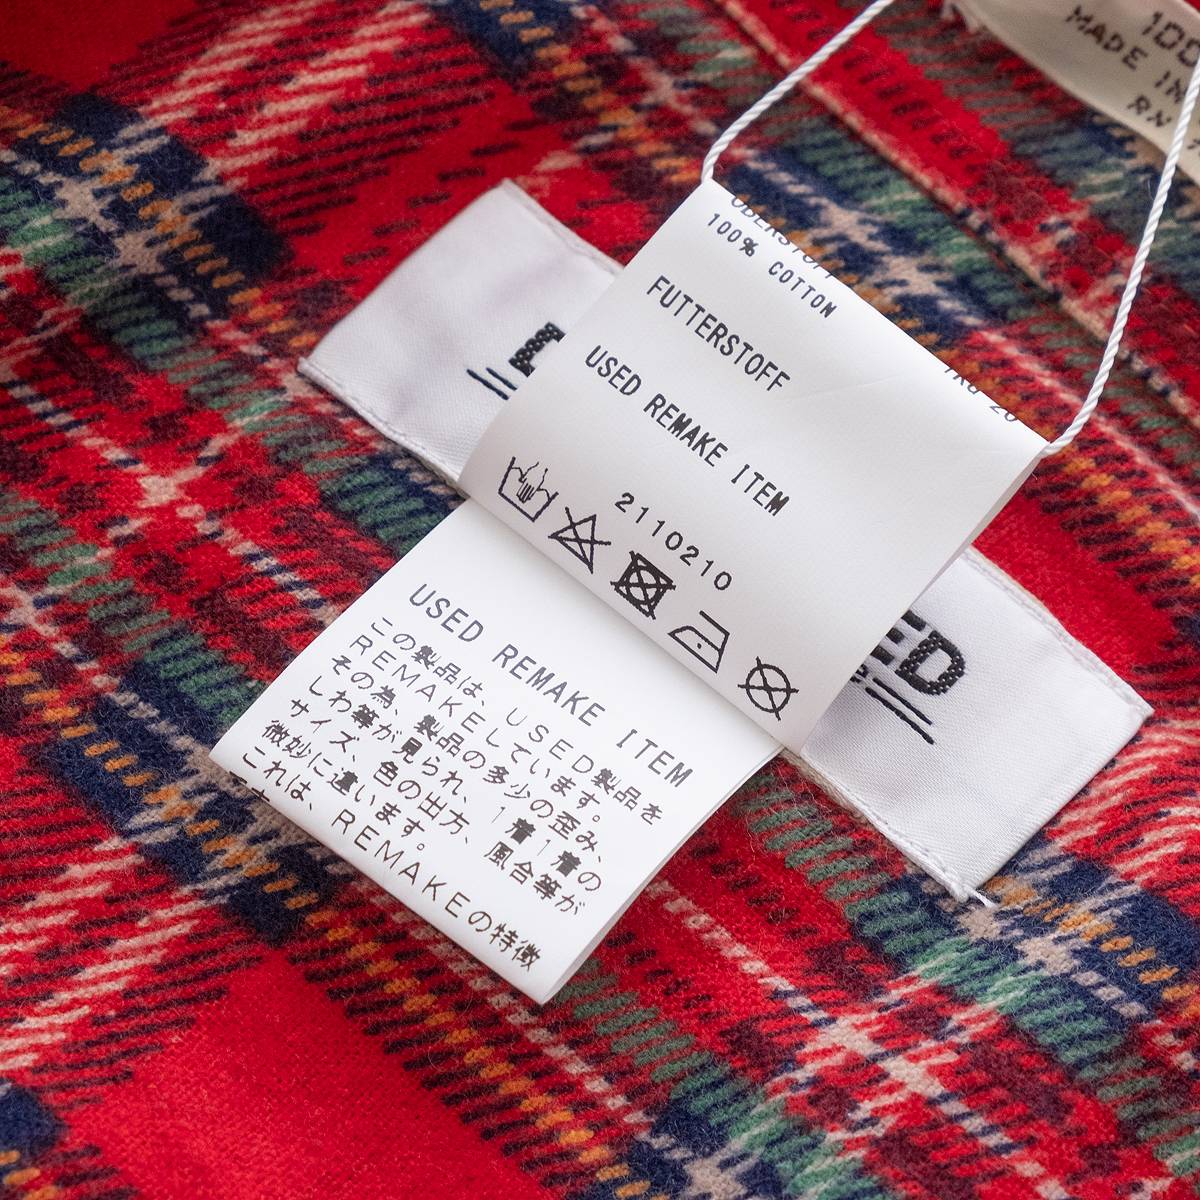 100
MADE IN
RN
OBERSTOFF
100% COTTON
FUTTERSTOFF
USED REMAKE ITEM
2110210
ED
USED REMAKE ITEM
この製品は、USED製品を
REMAKEしています。
その為、製品の多少の歪み、
しわ等が見られ、1着1着の
サイズ、色の出方、風合等が
微妙に違います。
これは、REMAKEの特徴